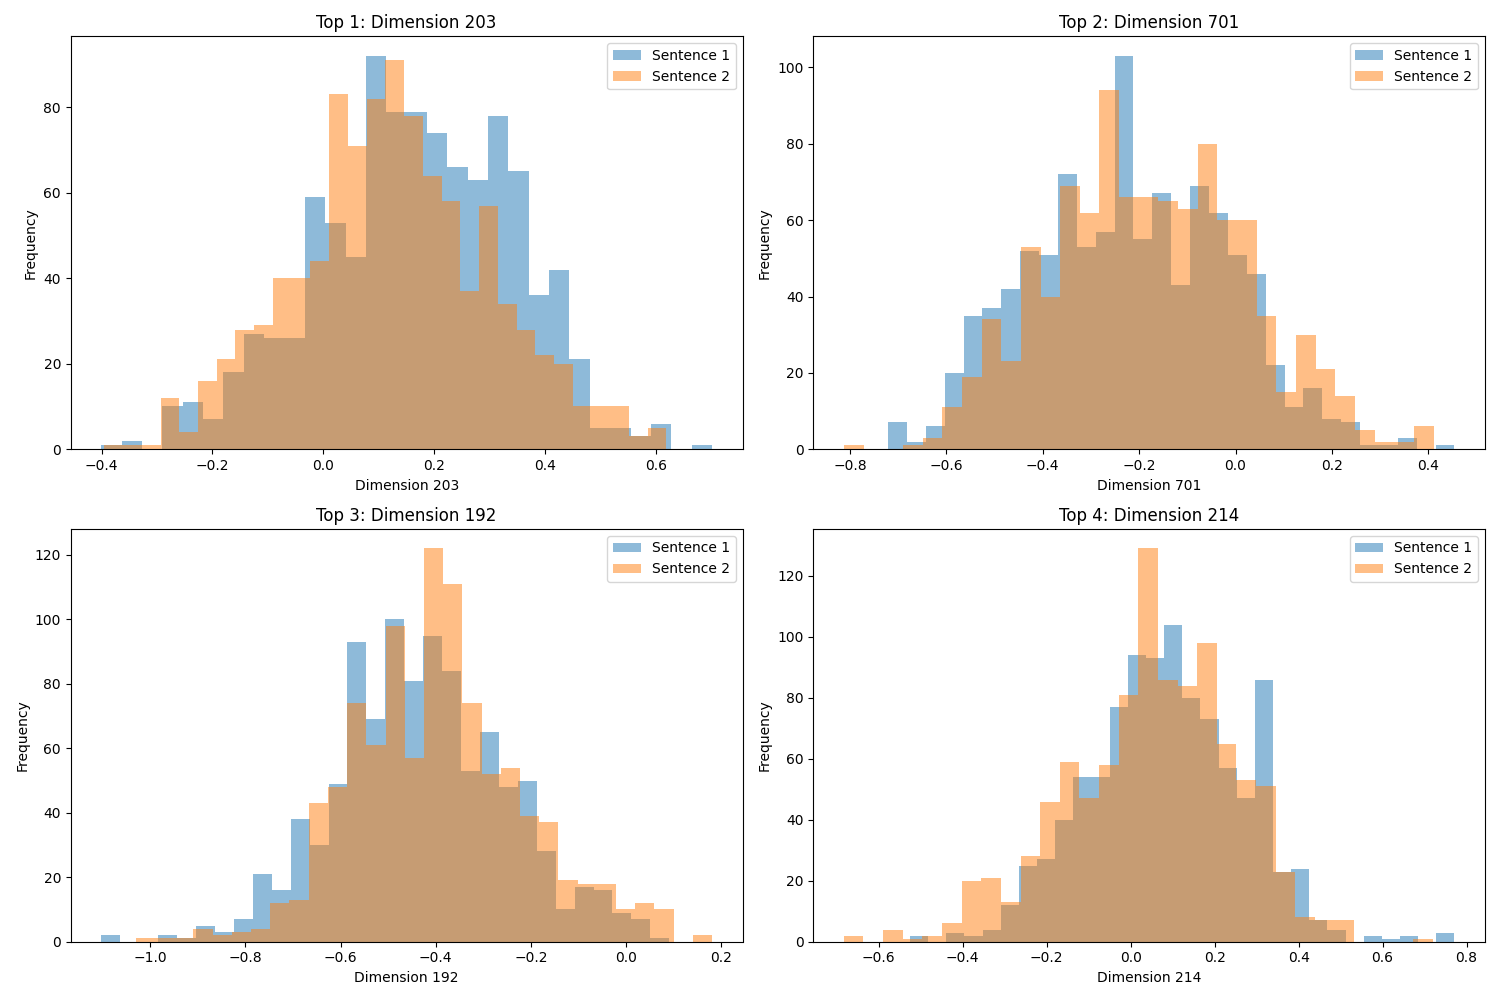 Top 1: Dimension 203
Sentence 1
Sentence 2
Frequency
80
60
40
20
0
−0.4 −0.2 0.0 0.2 0.4 0.6
Dimension 203
Top 2: Dimension 701
Sentence 1
Sentence 2
Frequency
100
80
60
40
20
0
−0.8 −0.6 −0.4 −0.2 0.0 0.2 0.4
Dimension 701
Top 3: Dimension 192
Sentence 1
Sentence 2
Frequency
120
100
80
60
40
20
0
−1.0 −0.8 −0.6 −0.4 −0.2 0.0 0.2
Dimension 192
Top 4: Dimension 214
Sentence 1
Sentence 2
Frequency
120
100
80
60
40
20
0
−0.6 −0.4 −0.2 0.0 0.2 0.4 0.6 0.8
Dimension 214